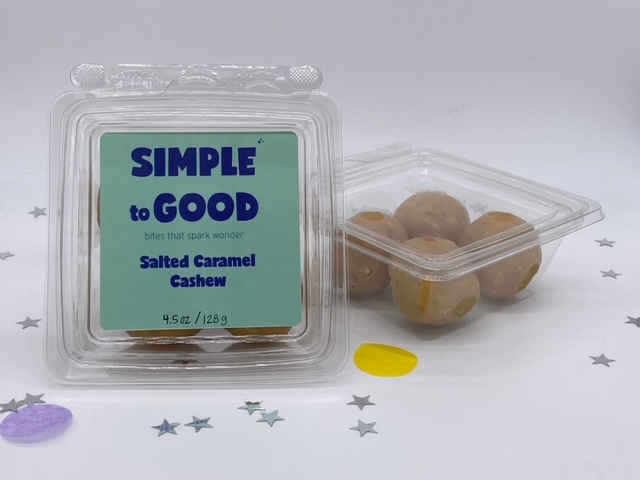 SIMPLE
to GOOD
bites that spark wonder
Salted Caramel
Cashew
4.5 oz / 128 g